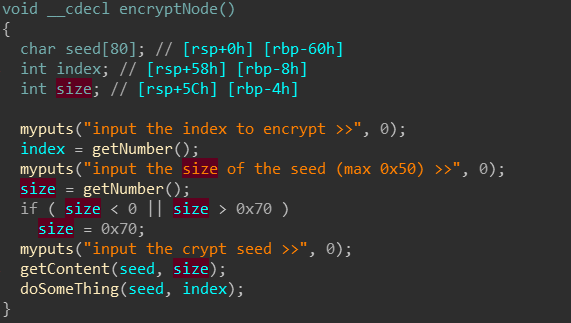 void __cdecl encryptNode()
{
  char seed[80]; // [rsp+0h] [rbp-60h]
  int index; // [rsp+58h] [rbp-8h]
  int size; // [rsp+5Ch] [rbp-4h]

  myputs("input the index to encrypt >>", 0);
  index = getNumber();
  myputs("input the size of the seed (max 0x50) >>", 0);
  size = getNumber();
  if ( size < 0 || size > 0x70 )
    size = 0x70;
  myputs("input the crypt seed >>", 0);
  getContent(seed, size);
  doSomeThing(seed, index);
}